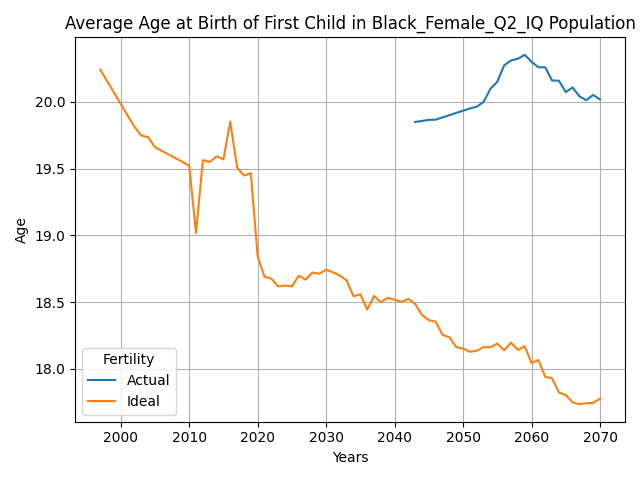 Average Age at Birth of First Child in Black_Female_Q2_IQ Population
Age
20.0
19.5
19.0
18.5
18.0
Fertility
Actual
Ideal
2000 2010 2020 2030 2040 2050 2060 2070
Years